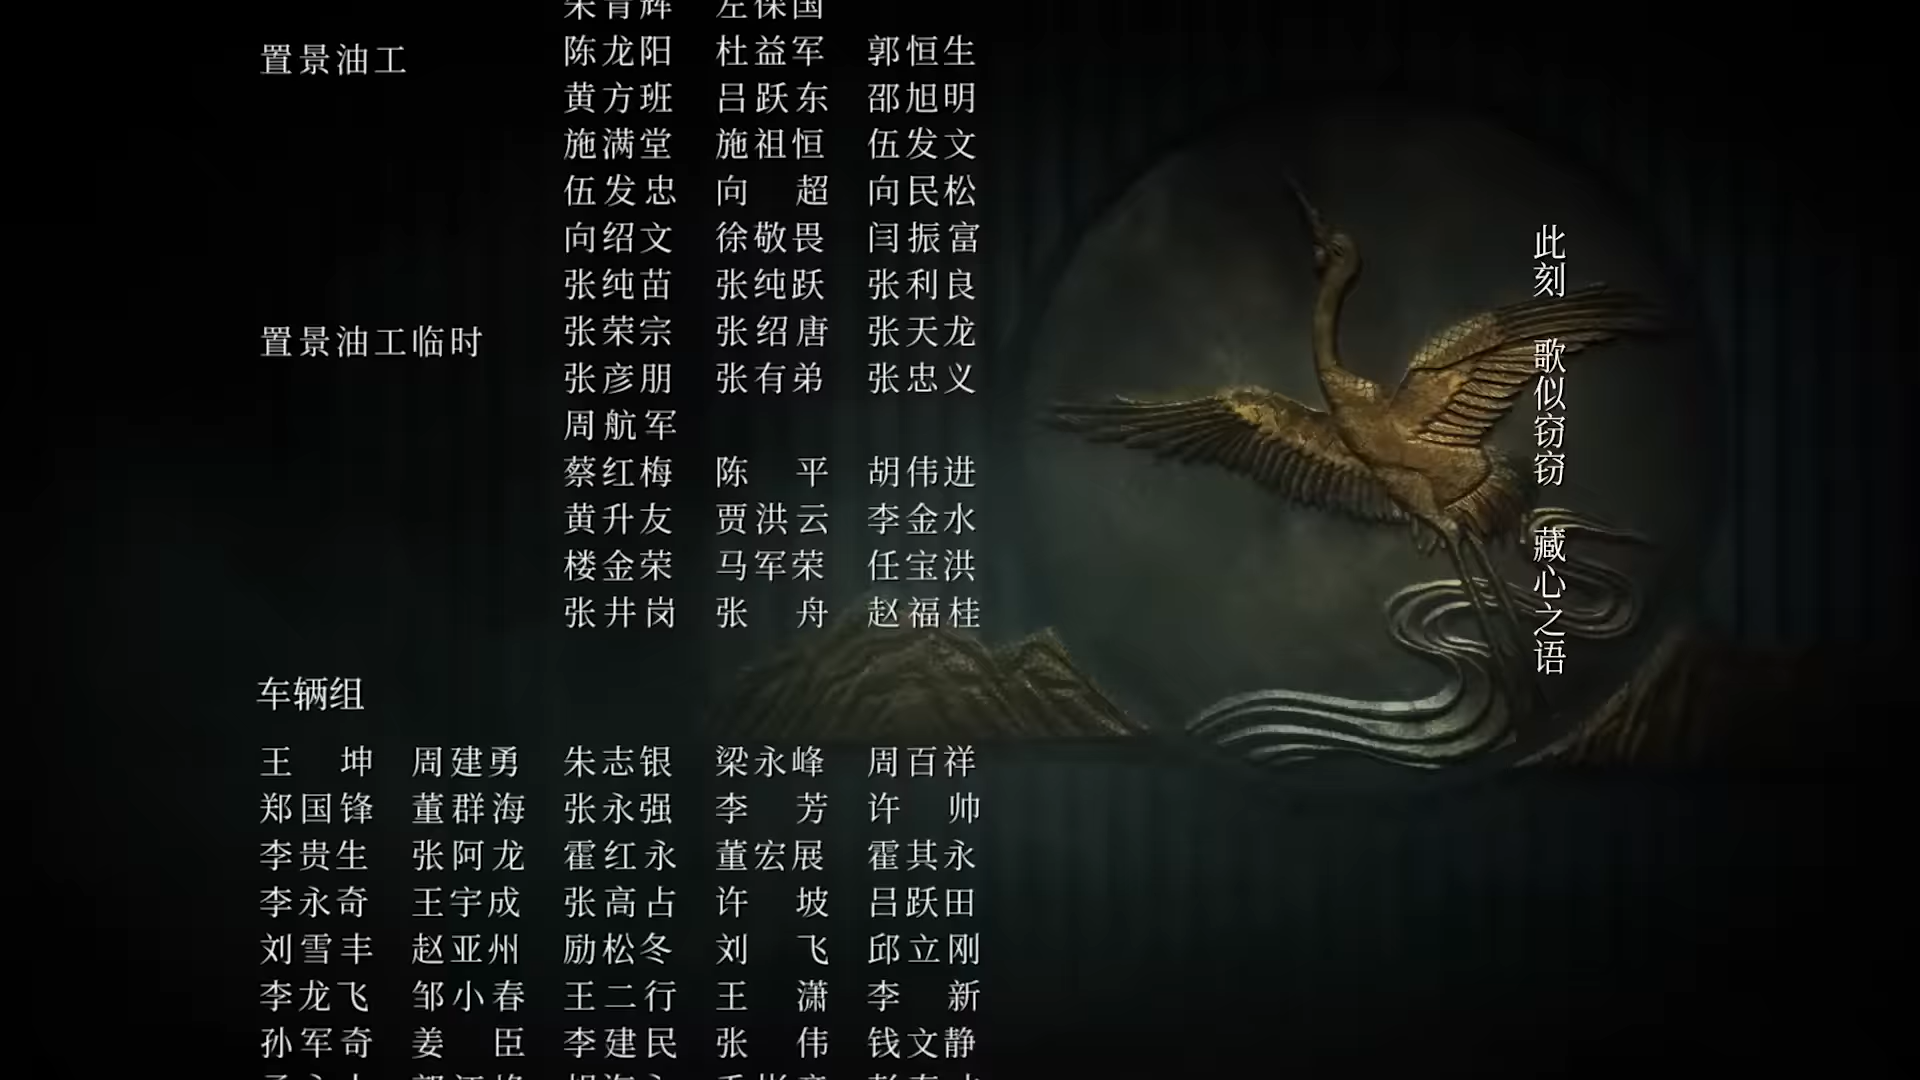 朱青辉 左保国
置景油工 陈龙阳 杜益军 郭恒生
黄方班 吕跃东 邵旭明
施满堂 施祖恒 伍发文
伍发忠 向超 向民松
向绍文 徐敬畏 闫振富
张纯苗 张纯跃 张利良
置景油工临时 张荣宗 张绍唐 张天龙
张彦朋 张有弟 张忠义
周航军
蔡红梅 陈平 胡伟进
黄升友 贾洪云 李金水
楼金荣 马军荣 任宝洪
张井岗 张舟 赵福桂
车辆组
王坤 周建勇 朱志银 梁永峰 周百祥
郑国锋 董群海 张永强 李芳 许帅
李贵生 张阿龙 霍红永 董宏展 霍其永
李永奇 王宇成 张高占 许坡 吕跃田
刘雪丰 赵亚州 励松冬 刘飞 邱立刚
李龙飞 邹小春 王二行 王潇 李新
孙军奇 姜臣 李建民 张伟 钱文静
此刻 歌似窃窃 藏心之语